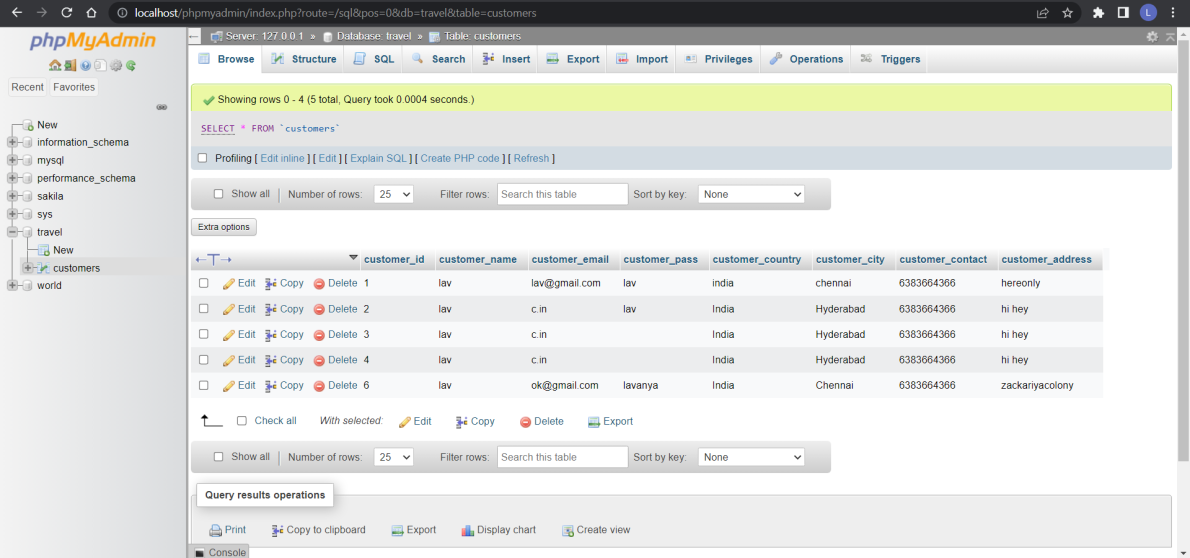 localhost/phpmyadmin/index.php?route=/sql&pos=0&db=travel&table=customers
L
phpMyAdmin
Server: 127.0.0.1 » Database: travel » Table: customers
Browse Structure SQL Search Insert Export Import Privileges Operations Triggers
Recent Favorites
New
information_schema
mysql
performance_schema
sakila
sys
travel
New
customers
world
Showing rows 0 - 4 (5 total, Query took 0.0004 seconds.)
SELECT * FROM `customers`
Profiling [ Edit inline ] [ Edit ] [ Explain SQL ] [ Create PHP code ] [ Refresh ]
Show all Number of rows: 25 Filter rows: Search this table Sort by key: None
Extra options
←T→ customer_id customer_name customer_email customer_pass customer_country customer_city customer_contact customer_address
Edit Copy Delete 1 lav lav@gmail.com lav india chennai 6383664366 hereonly
Edit Copy Delete 2 lav c.in lav India Hyderabad 6383664366 hi hey
Edit Copy Delete 3 lav c.in India Hyderabad 6383664366 hi hey
Edit Copy Delete 4 lav c.in India Hyderabad 6383664366 hi hey
Edit Copy Delete 6 lav ok@gmail.com lavanya India Chennai 6383664366 zackariyacolony
Check all With selected: Edit Copy Delete Export
Show all Number of rows: 25 Filter rows: Search this table Sort by key: None
Query results operations
Print Copy to clipboard Export Display chart Create view
Console